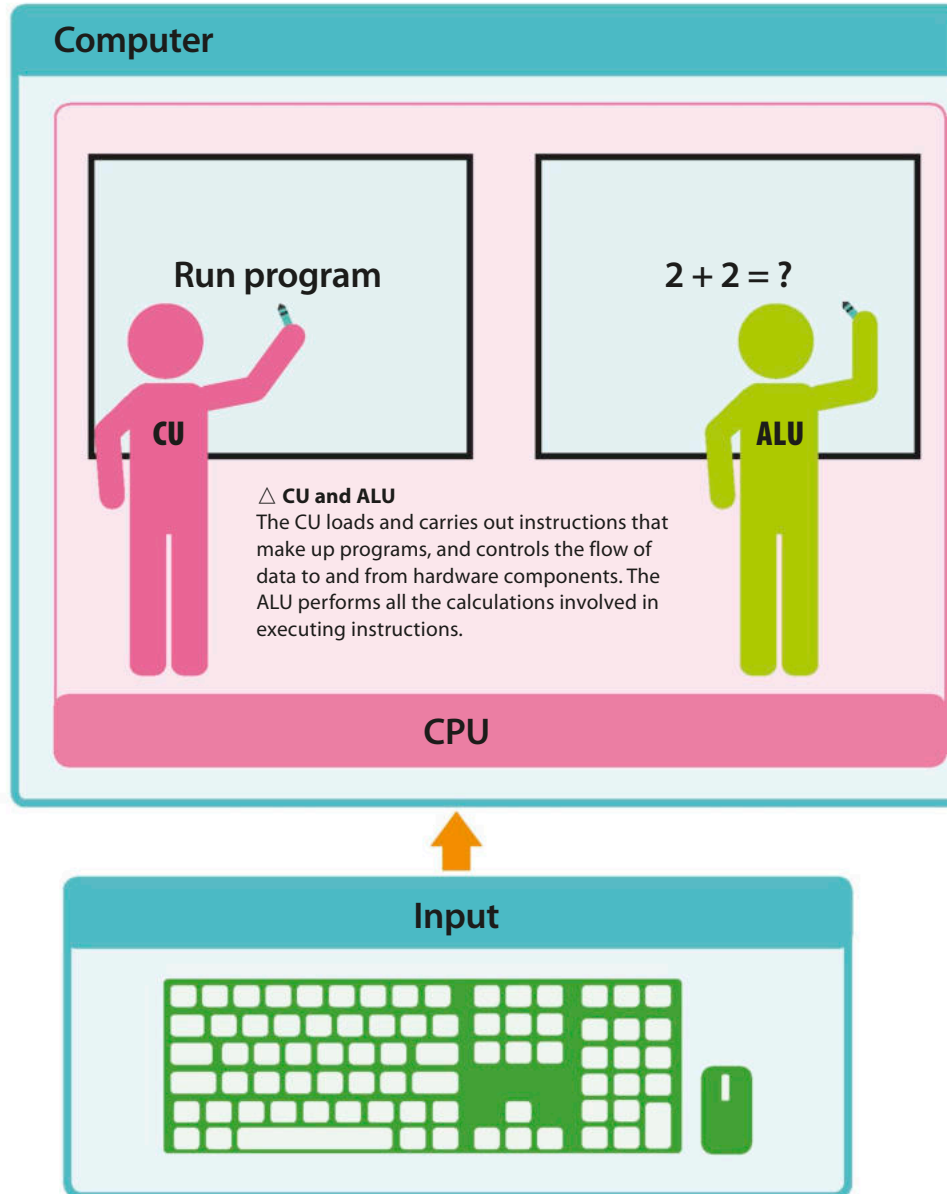 Computer
Run program
2 + 2 = ?
CU
ALU
△ CU and ALU
The CU loads and carries out instructions that
make up programs, and controls the flow of
data to and from hardware components. The
ALU performs all the calculations involved in
executing instructions.
CPU
Input